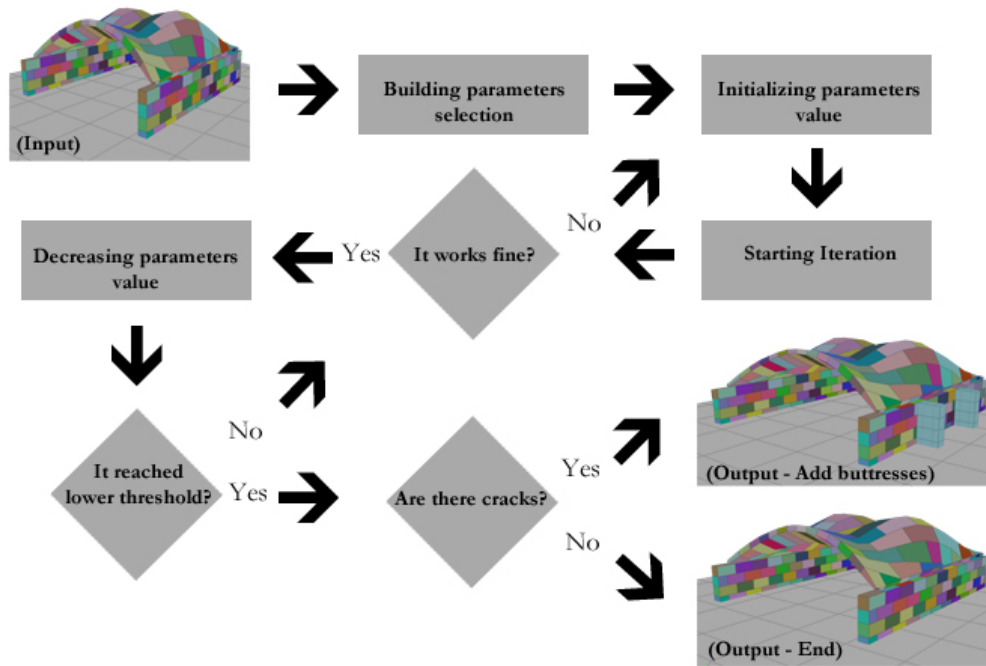 (Input)
Building parameters
selection
Initializing parameters
value
Decreasing parameters
value
Yes
It works fine?
No
Starting Iteration
It reached
lower threshold?
No
Yes
Are there cracks?
Yes
No
(Output - Add buttresses)
(Output - End)